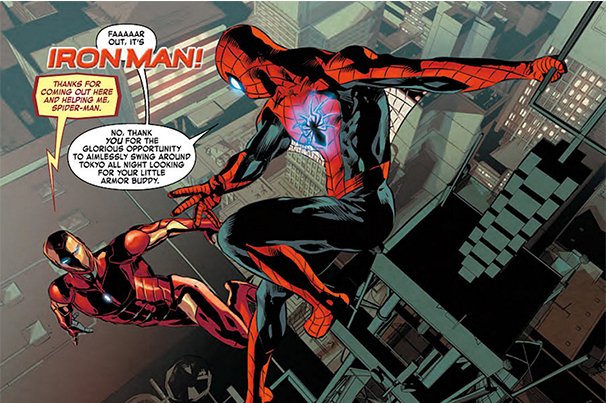 FAAAAAR
OUT, IT'S
IRON MAN!
THANKS FOR
COMING OUT HERE
AND HELPING ME,
SPIDER-MAN.
NO. THANK
YOU FOR THE
GLORIOUS OPPORTUNITY
TO AIMLESSLY SWING AROUND
TOKYO ALL NIGHT LOOKING
FOR YOUR LITTLE
ARMOR BUDDY.